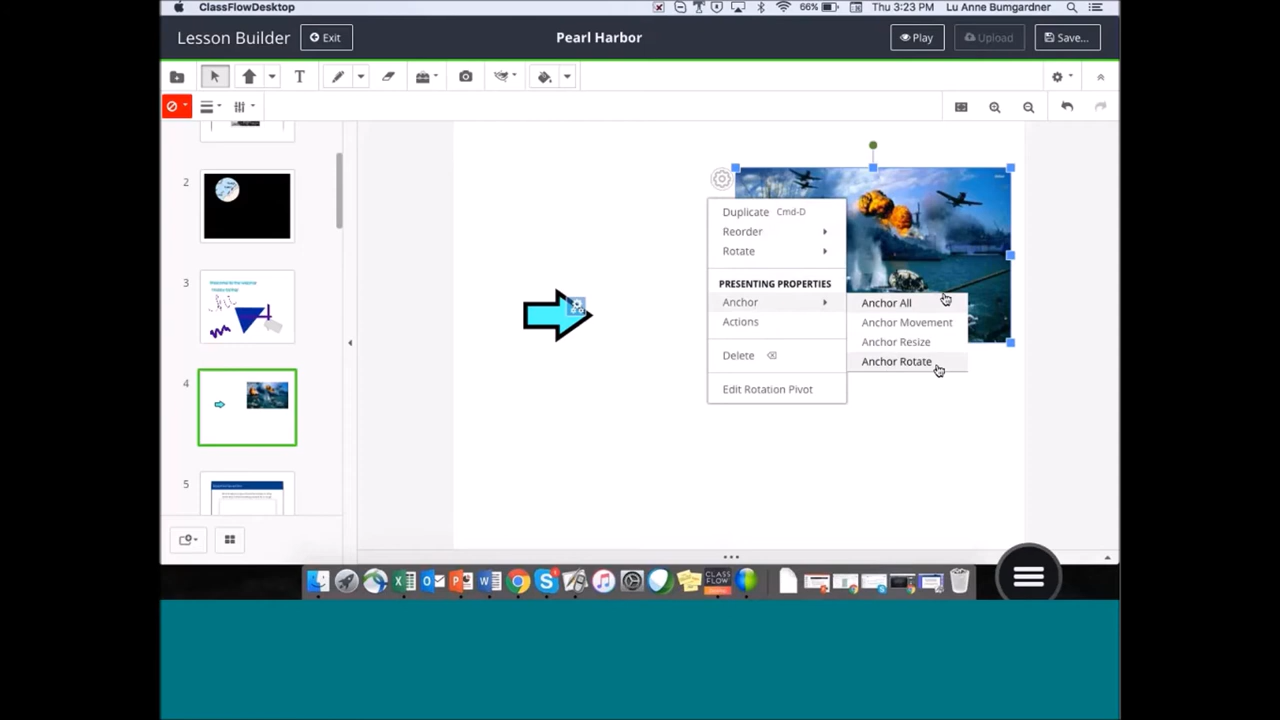 ClassFlowDesktop
66%
Thu 3:23 PM
Lu Anne Bumgardner
Lesson Builder
Exit
Pearl Harbor
Play
Upload
Save...
T
2
3
4
5
Duplicate Cmd-D
Reorder
Rotate
PRESENTING PROPERTIES
Anchor
Actions
Delete
Edit Rotation Pivot
Anchor All
Anchor Movement
Anchor Resize
Anchor Rotate
CLASS
FLOW